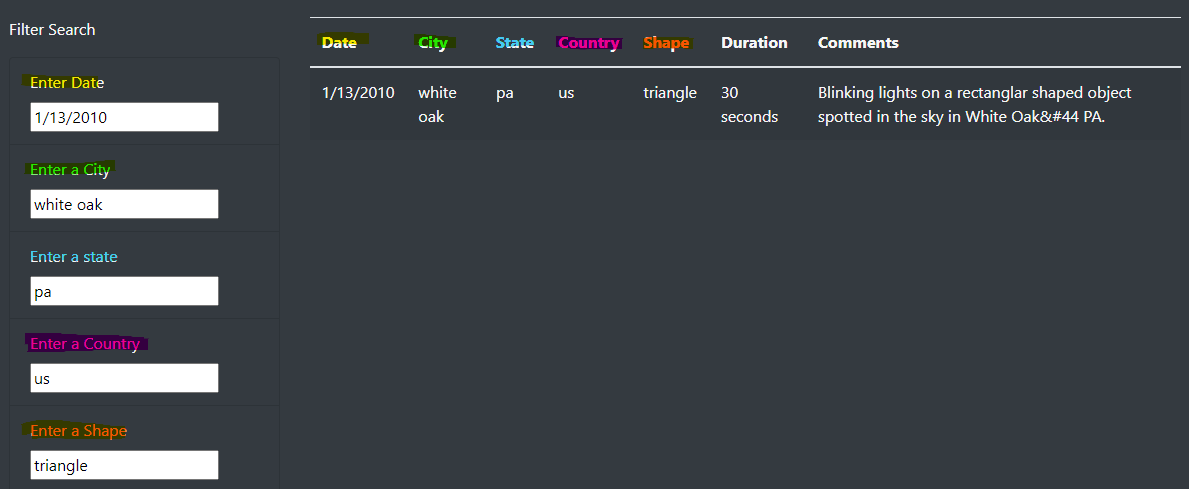 Filter Search
Enter Date
1/13/2010
Enter a City
white oak
Enter a state
pa
Enter a Country
us
Enter a Shape
triangle
Date City State Country Shape Duration Comments
1/13/2010 white pa us triangle 30 Blinking lights on a rectanglar shaped object
oak seconds spotted in the sky in White Oak&#44 PA.